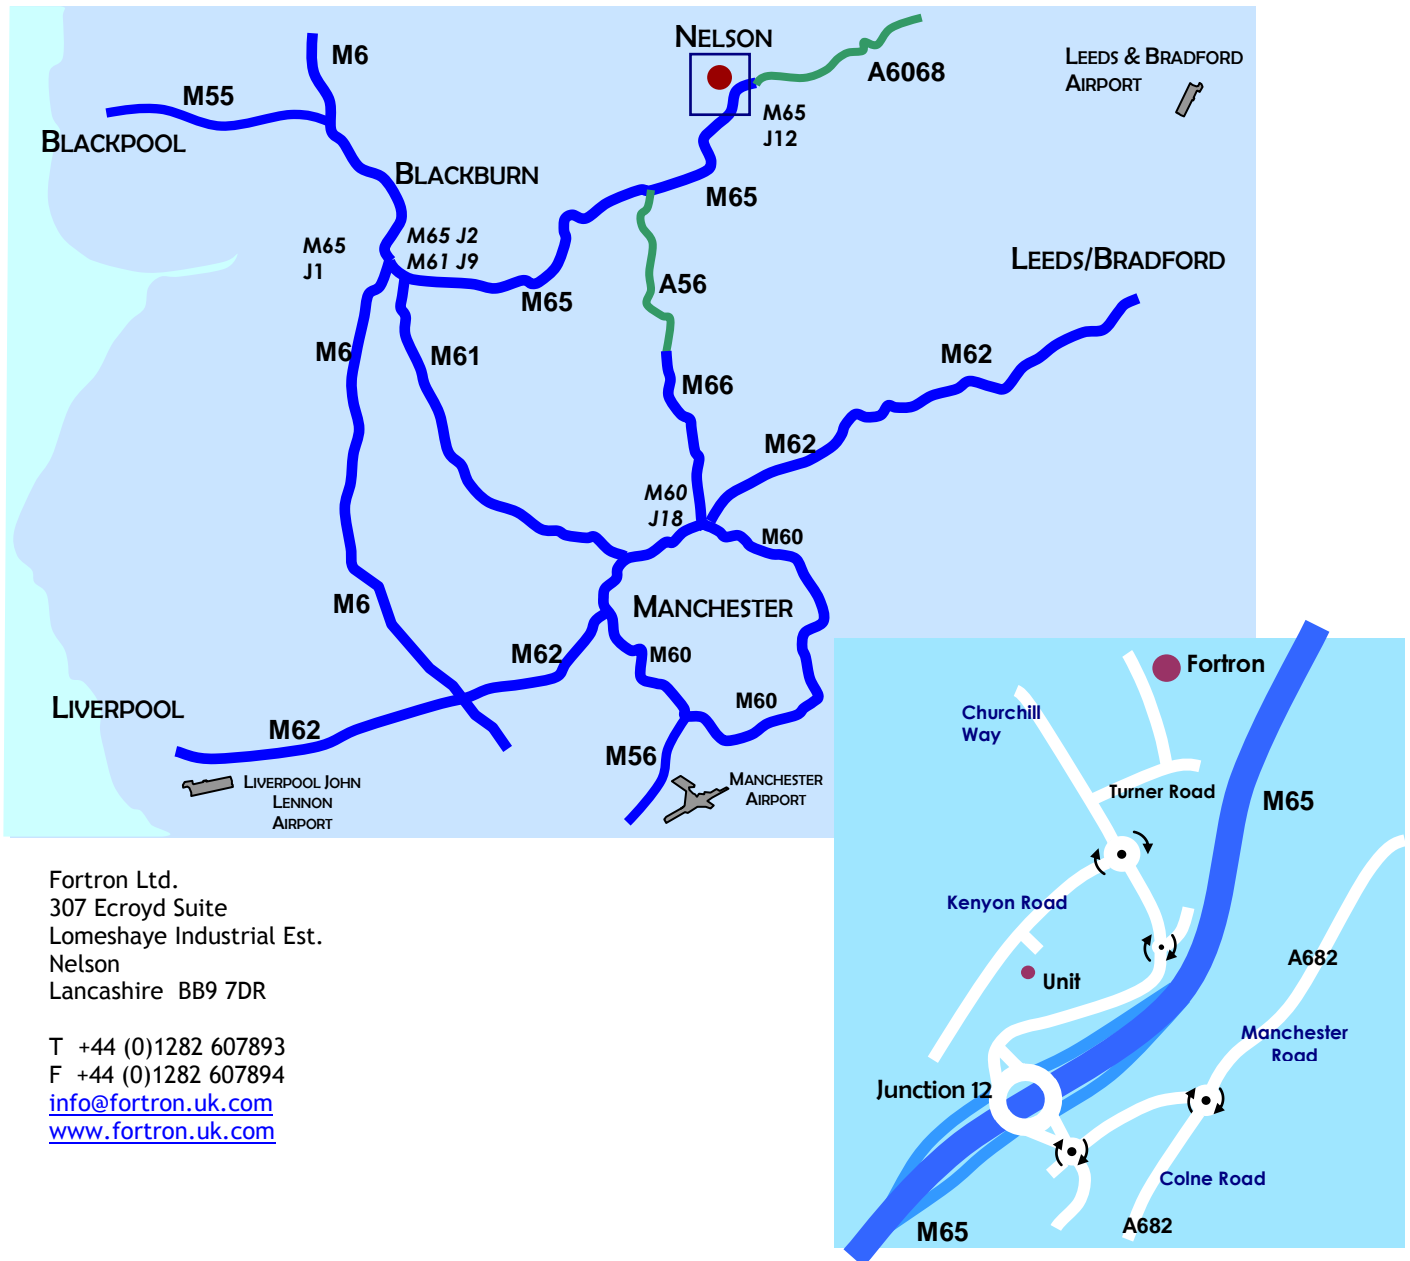 NELSON
M6
A6068
LEEDS & BRADFORD
AIRPORT
M55
M65
J12
BLACKPOOL
BLACKBURN
M65
M65
J1
M65 J2
M61 J9
LEEDS/BRADFORD
A56
M65
M6
M61
M62
M66
M62
M60
J18
M60
M6
MANCHESTER
M62
M60
LIVERPOOL
M62
M60
M56
LIVERPOOL JOHN
LENNON
AIRPORT
MANCHESTER
AIRPORT
Fortron
Churchill
Way
Turner Road
M65
Kenyon Road
A682
Unit
Manchester
Road
Junction 12
Colne Road
A682
M65
Fortron Ltd.
307 Ecroyd Suite
Lomeshaye Industrial Est.
Nelson
Lancashire BB9 7DR
T +44 (0)1282 607893
F +44 (0)1282 607894
info@fortron.uk.com
www.fortron.uk.com